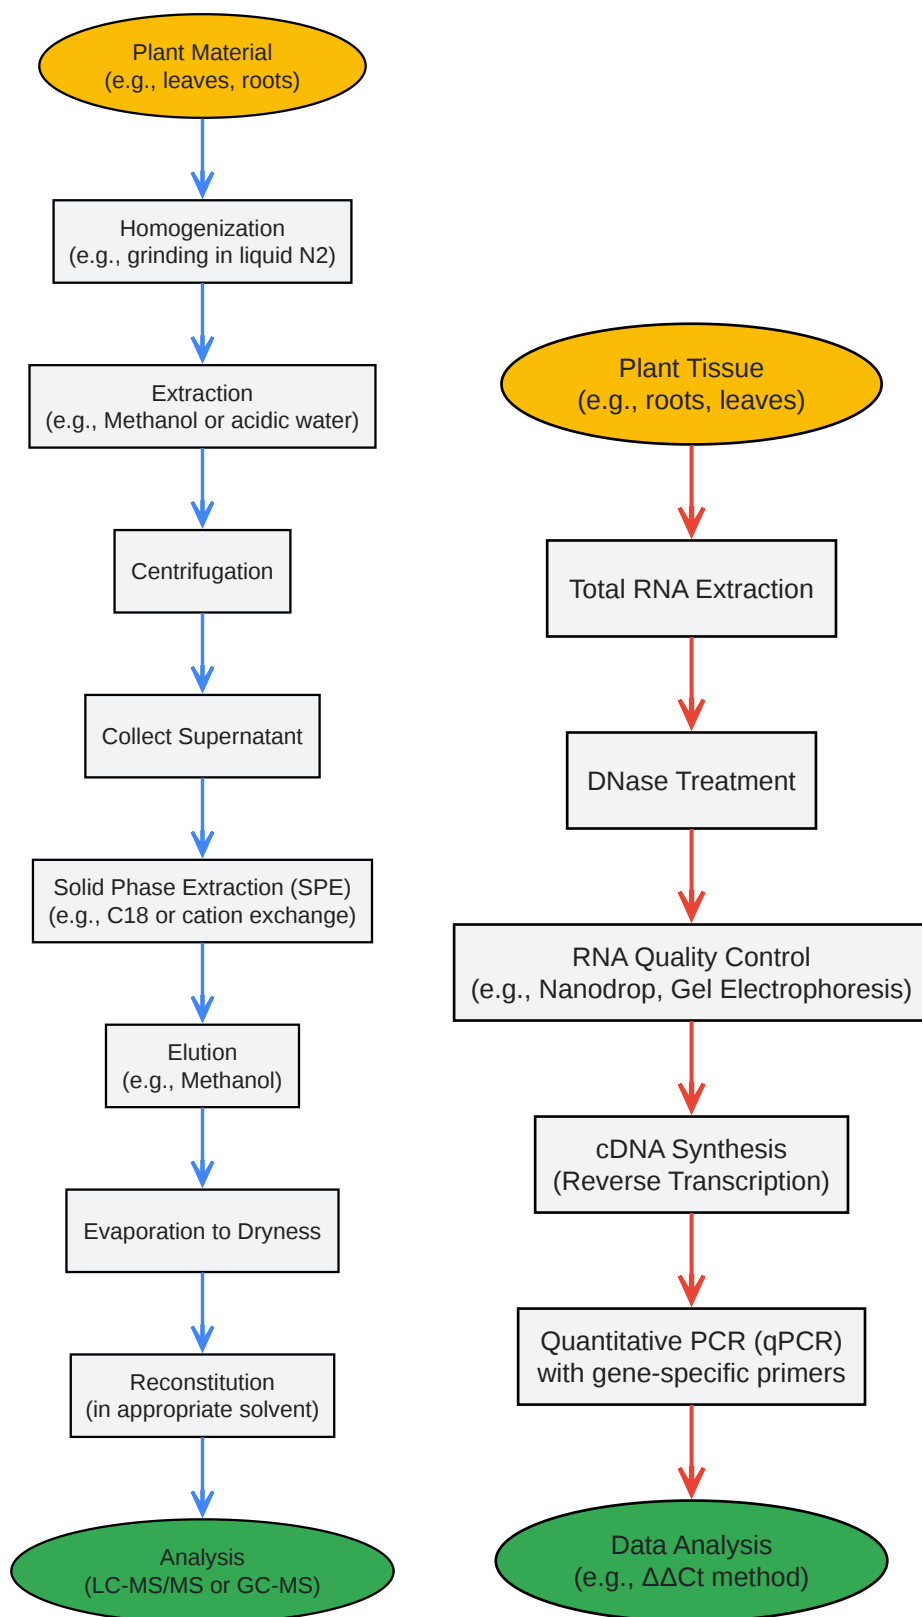 Plant Material
(e.g., leaves, roots)
Homogenization
(e.g., grinding in liquid N2)
Extraction
(e.g., Methanol or acidic water)
Centrifugation
Collect Supernatant
Solid Phase Extraction (SPE)
(e.g., C18 or cation exchange)
Elution
(e.g., Methanol)
Evaporation to Dryness
Reconstitution
(in appropriate solvent)
Analysis
(LC-MS/MS or GC-MS)
Plant Tissue
(e.g., roots, leaves)
Total RNA Extraction
DNase Treatment
RNA Quality Control
(e.g., Nanodrop, Gel Electrophoresis)
cDNA Synthesis
(Reverse Transcription)
Quantitative PCR (qPCR)
with gene-specific primers
Data Analysis
(e.g., ΔΔCt method)